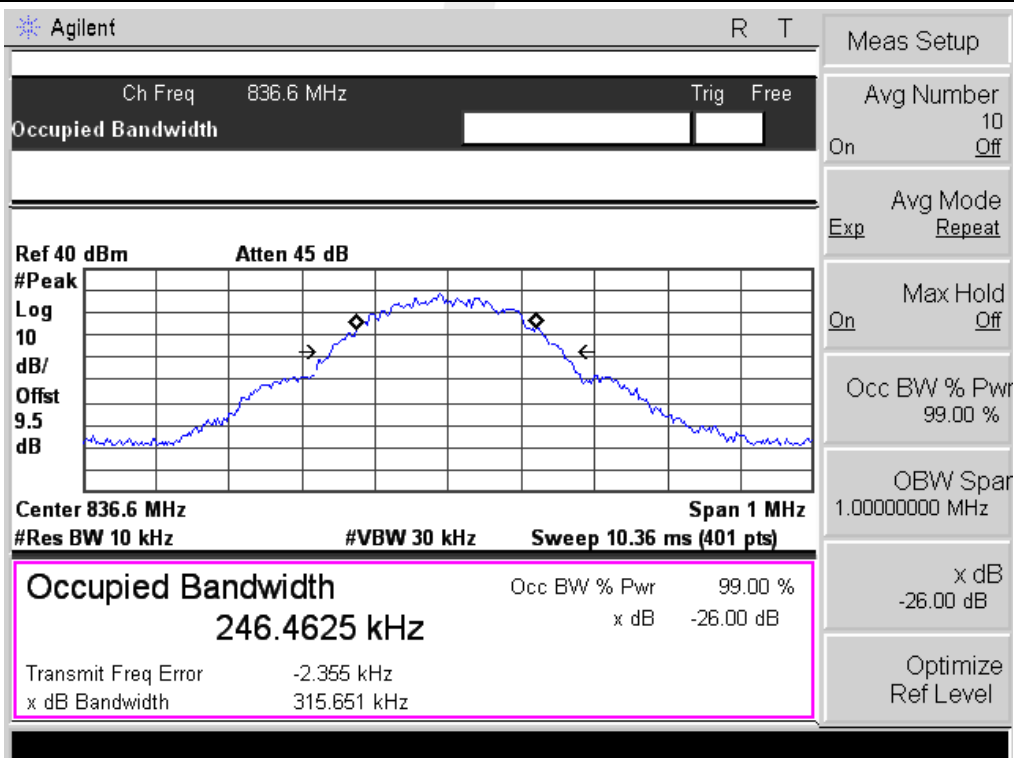 Agilent R T
Ch Freq 836.6 MHz Trig Free
Occupied Bandwidth
Ref 40 dBm Atten 45 dB
#Peak
Log
10
dB/
Offst
9.5
dB
Center 836.6 MHz Span 1 MHz
#Res BW 10 kHz #VBW 30 kHz Sweep 10.36 ms (401 pts)
Occupied Bandwidth
246.4625 kHz
Occ BW % Pwr 99.00 %
x dB -26.00 dB
Transmit Freq Error -2.355 kHz
x dB Bandwidth 315.651 kHz
Meas Setup
Avg Number
10
On Off
Avg Mode
Exp Repeat
Max Hold
On Off
Occ BW % Pwr
99.00 %
OBW Span
1.00000000 MHz
x dB
-26.00 dB
Optimize
Ref Level